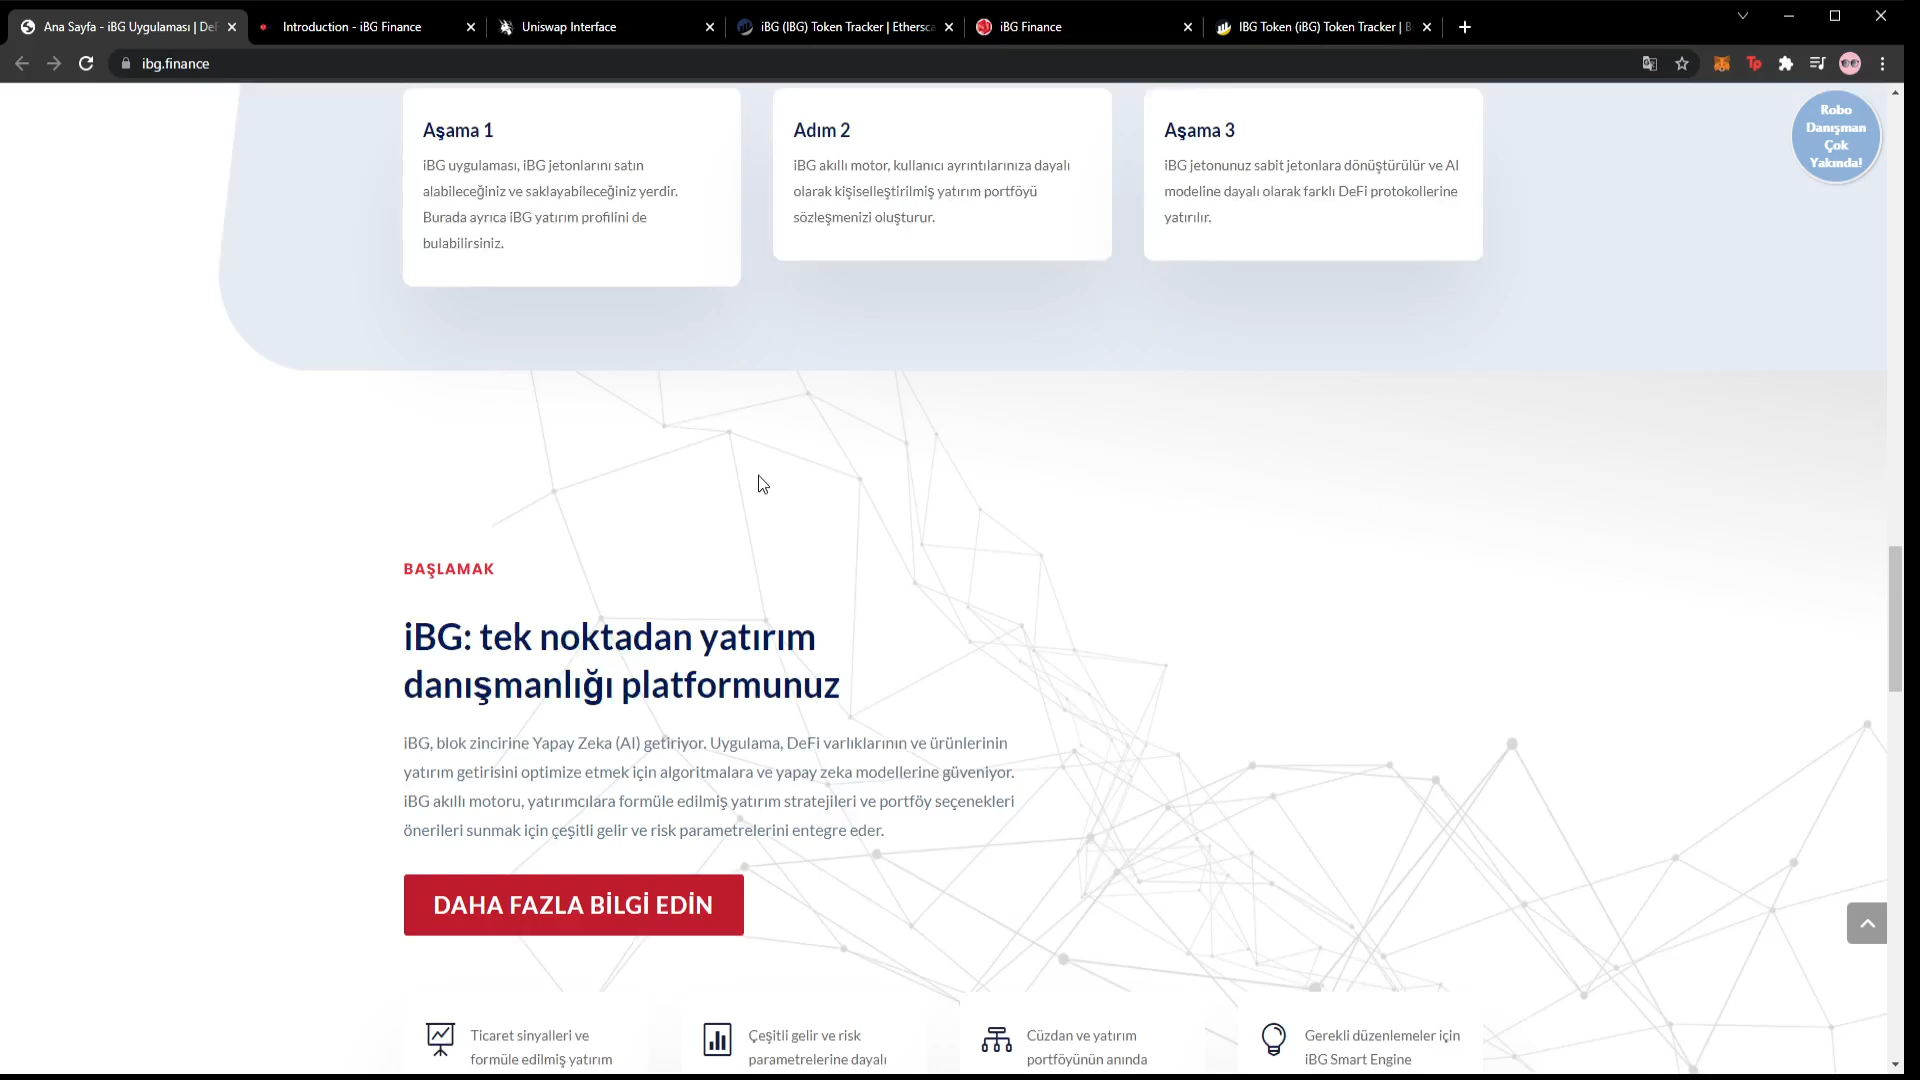 Ana Sayfa - iBG Uygulaması | De
Introduction - iBG Finance
Uniswap Interface
iBG (IBG) Token Tracker | Ethersc
iBG Finance
IBG Token (iBG) Token Tracker | B
ibg.finance
Robo
Danışman
Çok
Yakında!
Aşama 1
iBG uygulaması, iBG jetonlarını satın
alabileceğiniz ve saklayabileceğiniz yerdir.
Burada ayrıca iBG yatırım profilini de
bulabilirsiniz.
Adım 2
iBG akıllı motor, kullanıcı ayrıntılarınıza dayalı
olarak kişiselleştirilmiş yatırım portföyü
sözleşmenizi oluşturur.
Aşama 3
iBG jetonunuz sabit jetonlara dönüştürülür ve AI
modeline dayalı olarak farklı DeFi protokollerine
yatırılır.
BAŞLAMAK
iBG: tek noktadan yatırım
danışmanlığı platformunuz
iBG, blok zincirine Yapay Zeka (AI) getiriyor. Uygulama, DeFi varlıklarının ve ürünlerinin
yatırım getirisini optimize etmek için algoritmalara ve yapay zeka modellerine güveniyor.
iBG akıllı motoru, yatırımcılara formüle edilmiş yatırım stratejileri ve portföy seçenekleri
önerileri sunmak için çeşitli gelir ve risk parametrelerini entegre eder.
DAHA FAZLA BİLGİ EDİN
Ticaret sinyalleri ve
formüle edilmiş yatırım
Çeşitli gelir ve risk
parametrelerine dayalı
Cüzdan ve yatırım
portföyünün anında
Gerekli düzenlemeler için
iBG Smart Engine